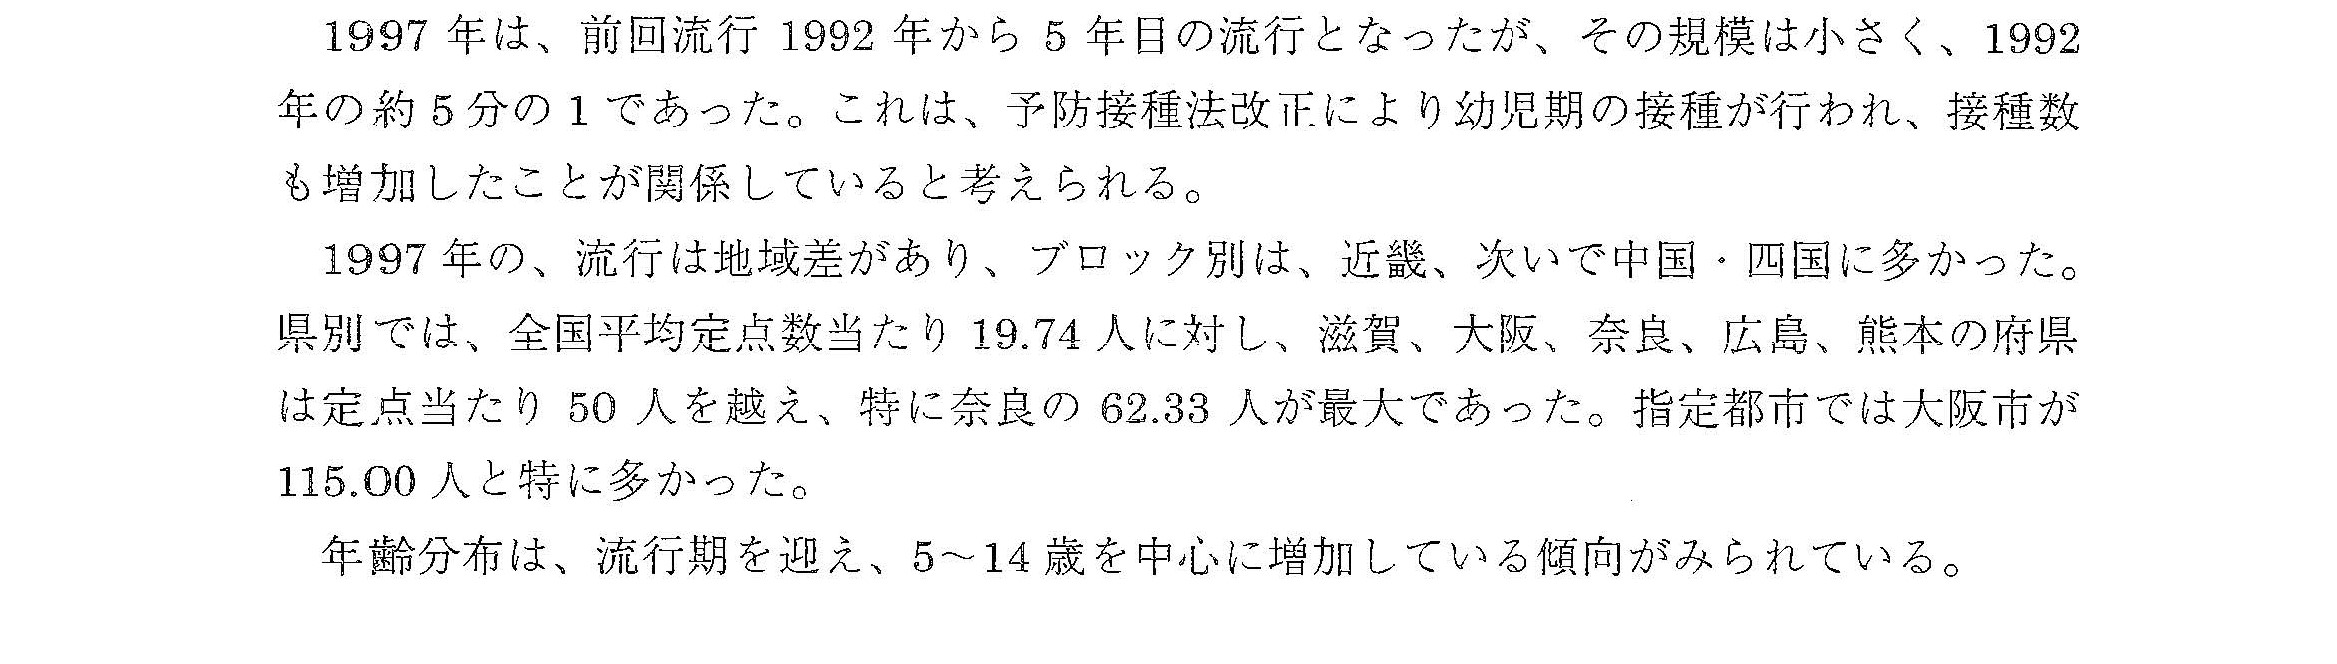 1997 年は、前回流行 1992 年から 5 年目の流行となったが、その規模は小さく、1992
年の約 5 分の 1 であった。これは、予防接種法改正により幼児期の接種が行われ、接種数
も増加したことが関係していると考えられる。
1997 年の、流行は地域差があり、ブロック別は、近畿、次いで中国・四国に多かった。
県別では、全国平均定点数当たり 19.74 人に対し、滋賀、大阪、奈良、広島、熊本の府県
は定点当たり 50 人を越え、特に奈良の 62.33 人が最大であった。指定都市では大阪市が
115.00 人と特に多かった。
年齢分布は、流行期を迎え、5〜14 歳を中心に増加している傾向がみられている。